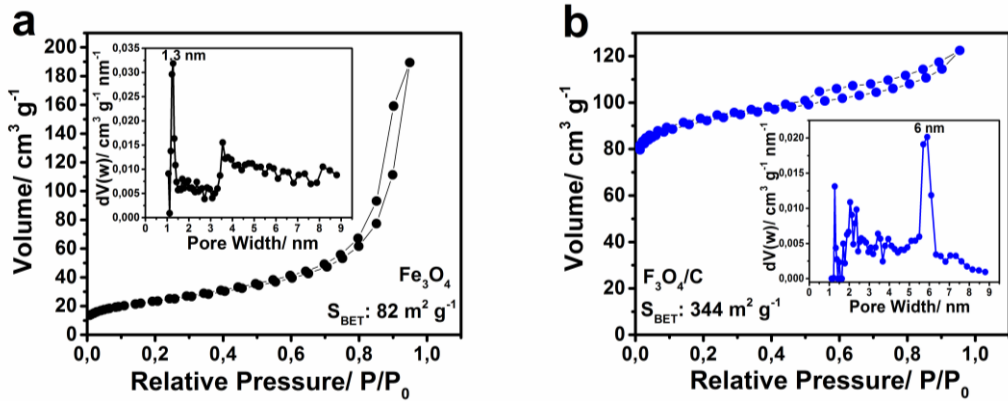 a
Volume/ cm³ g⁻¹
200
180
160
140
120
100
80
60
40
20
0
0,0 0,2 0,4 0,6 0,8 1,0
Relative Pressure/ P/P₀
Fe₃O₄
S_BET: 82 m² g⁻¹
dV(w)/ cm³ g⁻¹ nm⁻¹
0,035
0,030
0,025
0,020
0,015
0,010
0,005
0,000
1.3 nm
0 1 2 3 4 5 6 7 8 9
Pore Width/ nm
b
Volume/ cm³ g⁻¹
120
100
80
60
40
20
0
0,0 0,2 0,4 0,6 0,8 1,0
Relative Pressure/ P/P₀
F₃O₄/C
S_BET: 344 m² g⁻¹
dV(w)/ cm³ g⁻¹ nm⁻¹
0,020
0,015
0,010
0,005
0,000
6 nm
0 1 2 3 4 5 6 7 8 9
Pore Width/ nm